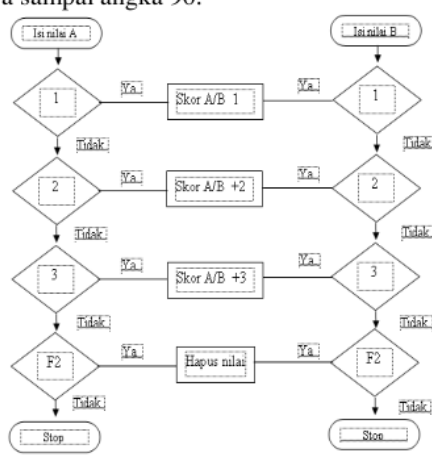 a sampai angka 90.
Isi nilai A
Isi nilai B
1
Ya
Skor A/B 1
Ya
1
Tidak
Tidak
2
Ya
Skor A/B +2
Ya
2
Tidak
Tidak
3
Ya
Skor A/B +3
Ya
3
Tidak
Tidak
F2
Ya
Hapus nilai
Ya
F2
Tidak
Tidak
Stop
Stop